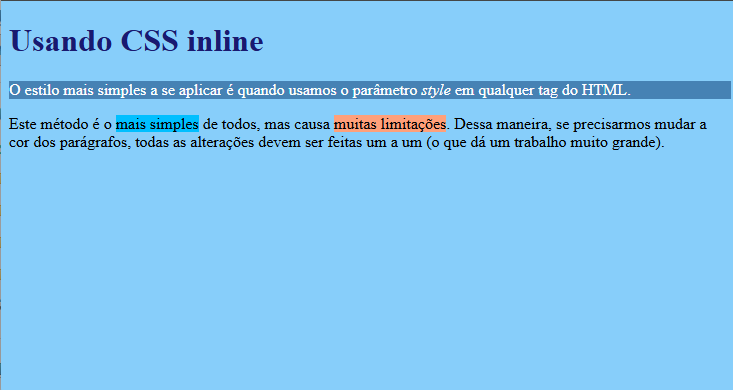 Usando CSS inline
O estilo mais simples a se aplicar é quando usamos o parâmetro style em qualquer tag do HTML.
Este método é o mais simples de todos, mas causa muitas limitações. Dessa maneira, se precisarmos mudar a
cor dos parágrafos, todas as alterações devem ser feitas um a um (o que dá um trabalho muito grande).